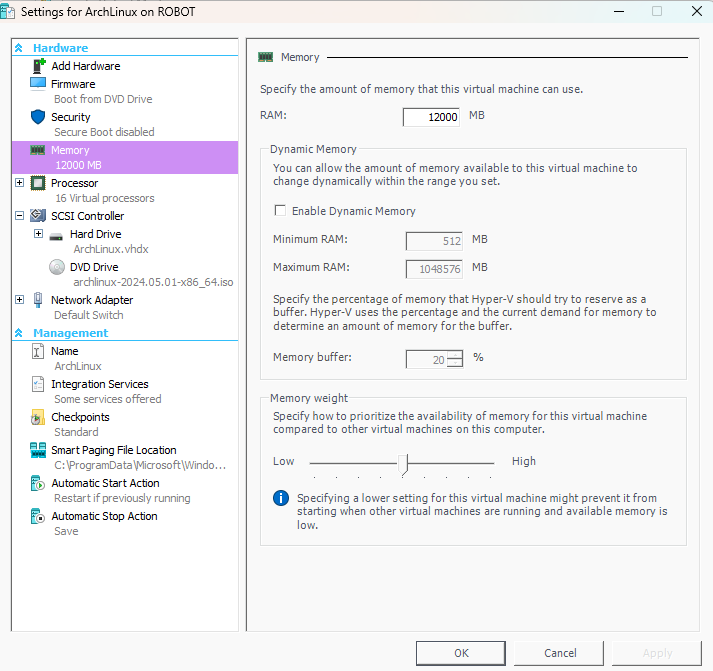 Settings for ArchLinux on ROBOT
Hardware
Add Hardware
Firmware
Boot from DVD Drive
Security
Secure Boot disabled
Memory
12000 MB
Processor
16 Virtual processors
SCSI Controller
Hard Drive
ArchLinux.vhdx
DVD Drive
archlinux-2024.05.01-x86_64.iso
Network Adapter
Default Switch
Management
Name
ArchLinux
Integration Services
Some services offered
Checkpoints
Standard
Smart Paging File Location
C:\ProgramData\Microsoft\Windo...
Automatic Start Action
Restart if previously running
Automatic Stop Action
Save
Memory
Specify the amount of memory that this virtual machine can use.
RAM: 12000 MB
Dynamic Memory
You can allow the amount of memory available to this virtual machine to
change dynamically within the range you set.
Enable Dynamic Memory
Minimum RAM: 512 MB
Maximum RAM: 1048576 MB
Specify the percentage of memory that Hyper-V should try to reserve as a
buffer. Hyper-V uses the percentage and the current demand for memory to
determine an amount of memory for the buffer.
Memory buffer: 20 %
Memory weight
Specify how to prioritize the availability of memory for this virtual machine
compared to other virtual machines on this computer.
Low High
Specifying a lower setting for this virtual machine might prevent it from
starting when other virtual machines are running and available memory is
low.
OK Cancel Apply